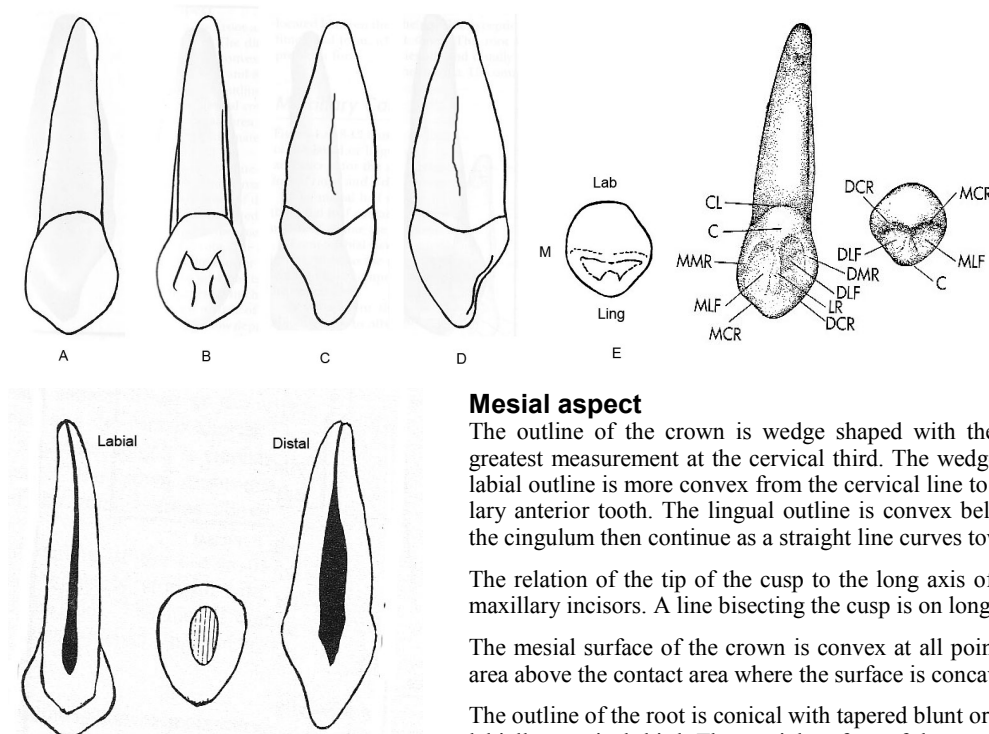 Lab
M
Ling
A
B
C
D
E
CL
C
MMR
MLF
MCR
DMR
DLF
LR
DCR
DCR
MCR
DLF
MLF
C
Labial
Distal
Mesial aspect
The outline of the crown is wedge shaped with the
greatest measurement at the cervical third. The wedg
labial outline is more convex from the cervical line to
lary anterior tooth. The lingual outline is convex bel
the cingulum then continue as a straight line curves tov
The relation of the tip of the cusp to the long axis of
maxillary incisors. A line bisecting the cusp is on long
The mesial surface of the crown is convex at all poin
area above the contact area where the surface is conca
The outline of the root is conical with tapered blunt or